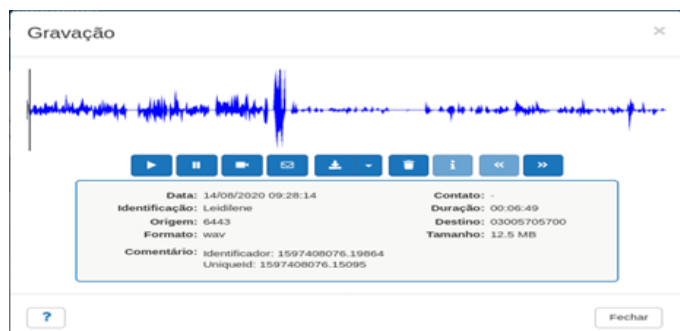 Gravação
×
Data: 14/08/2020 09:28:14 Contato: -
Identificação: Leidilene Duração: 00:06:49
Origem: 6443 Destino: 03005705700
Formato: wav Tamanho: 12.5 MB
Comentário: Identificador: 1597408076.19864
UniqueId: 1597408076.15095
? Fechar